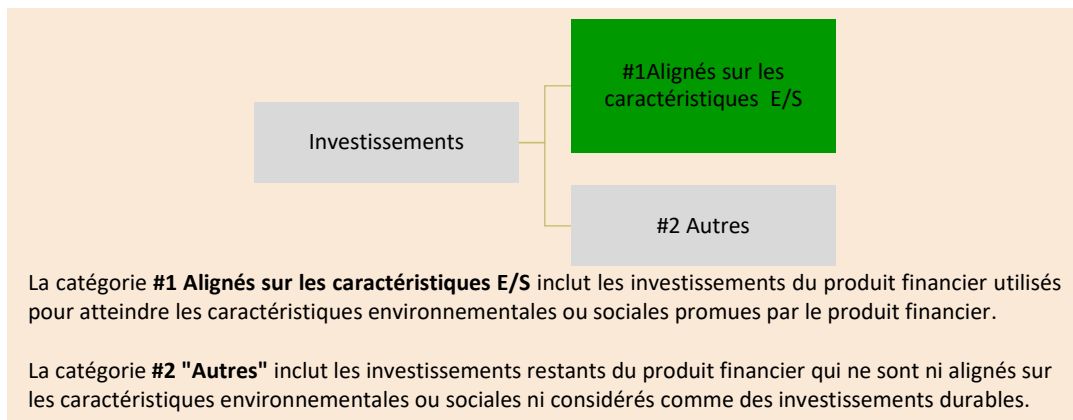 #1Alignés sur les
caractéristiques E/S
Investissements
#2 Autres
La catégorie #1 Alignés sur les caractéristiques E/S inclut les investissements du produit financier utilisés
pour atteindre les caractéristiques environnementales ou sociales promues par le produit financier.
La catégorie #2 "Autres" inclut les investissements restants du produit financier qui ne sont ni alignés sur
les caractéristiques environnementales ou sociales ni considérés comme des investissements durables.